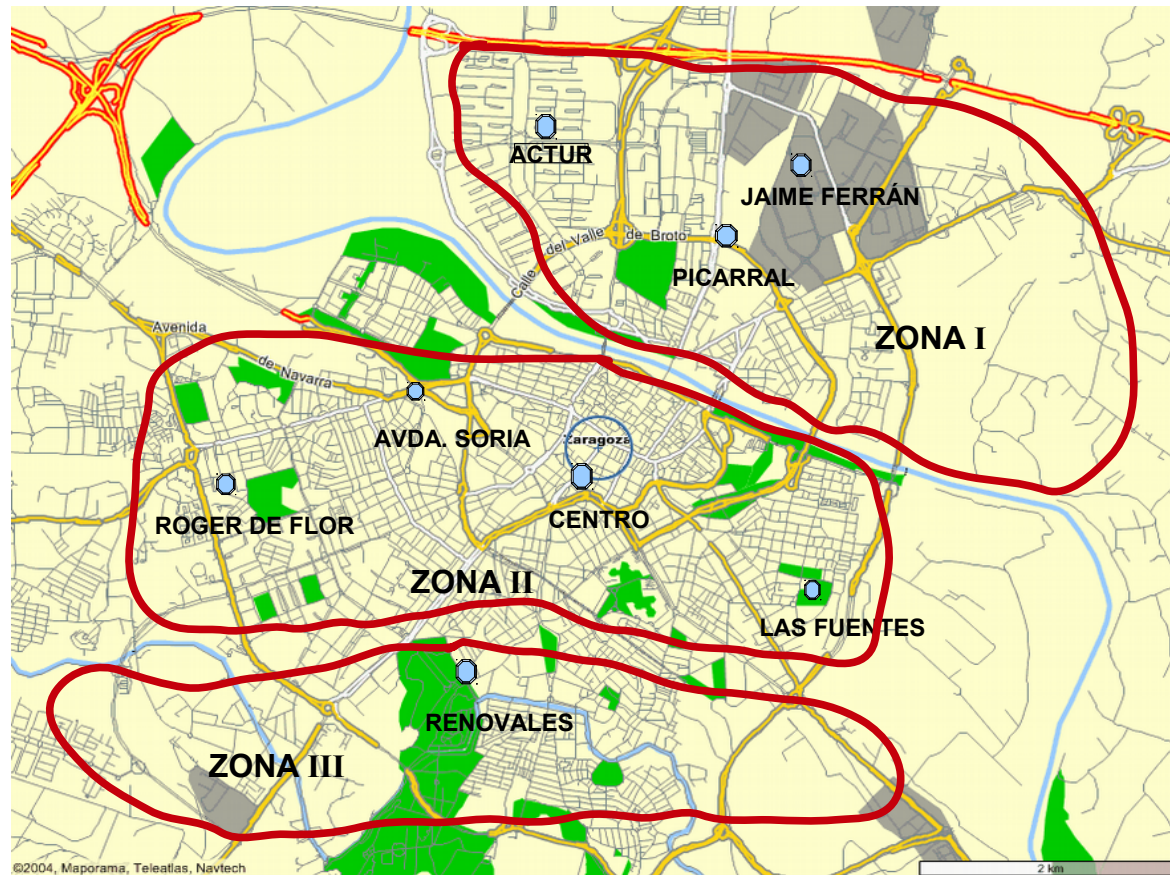 ACTUR
JAIME FERRÁN
del Valle de Broto
Calle
PICARRAL
ZONA I
Avenida
de Navarra
AVDA. SORIA
Zaragoza
ROGER DE FLOR
CENTRO
ZONA II
LAS FUENTES
RENOVALES
ZONA III
©2004, Maporama, Teleatlas, Navtech
2 km